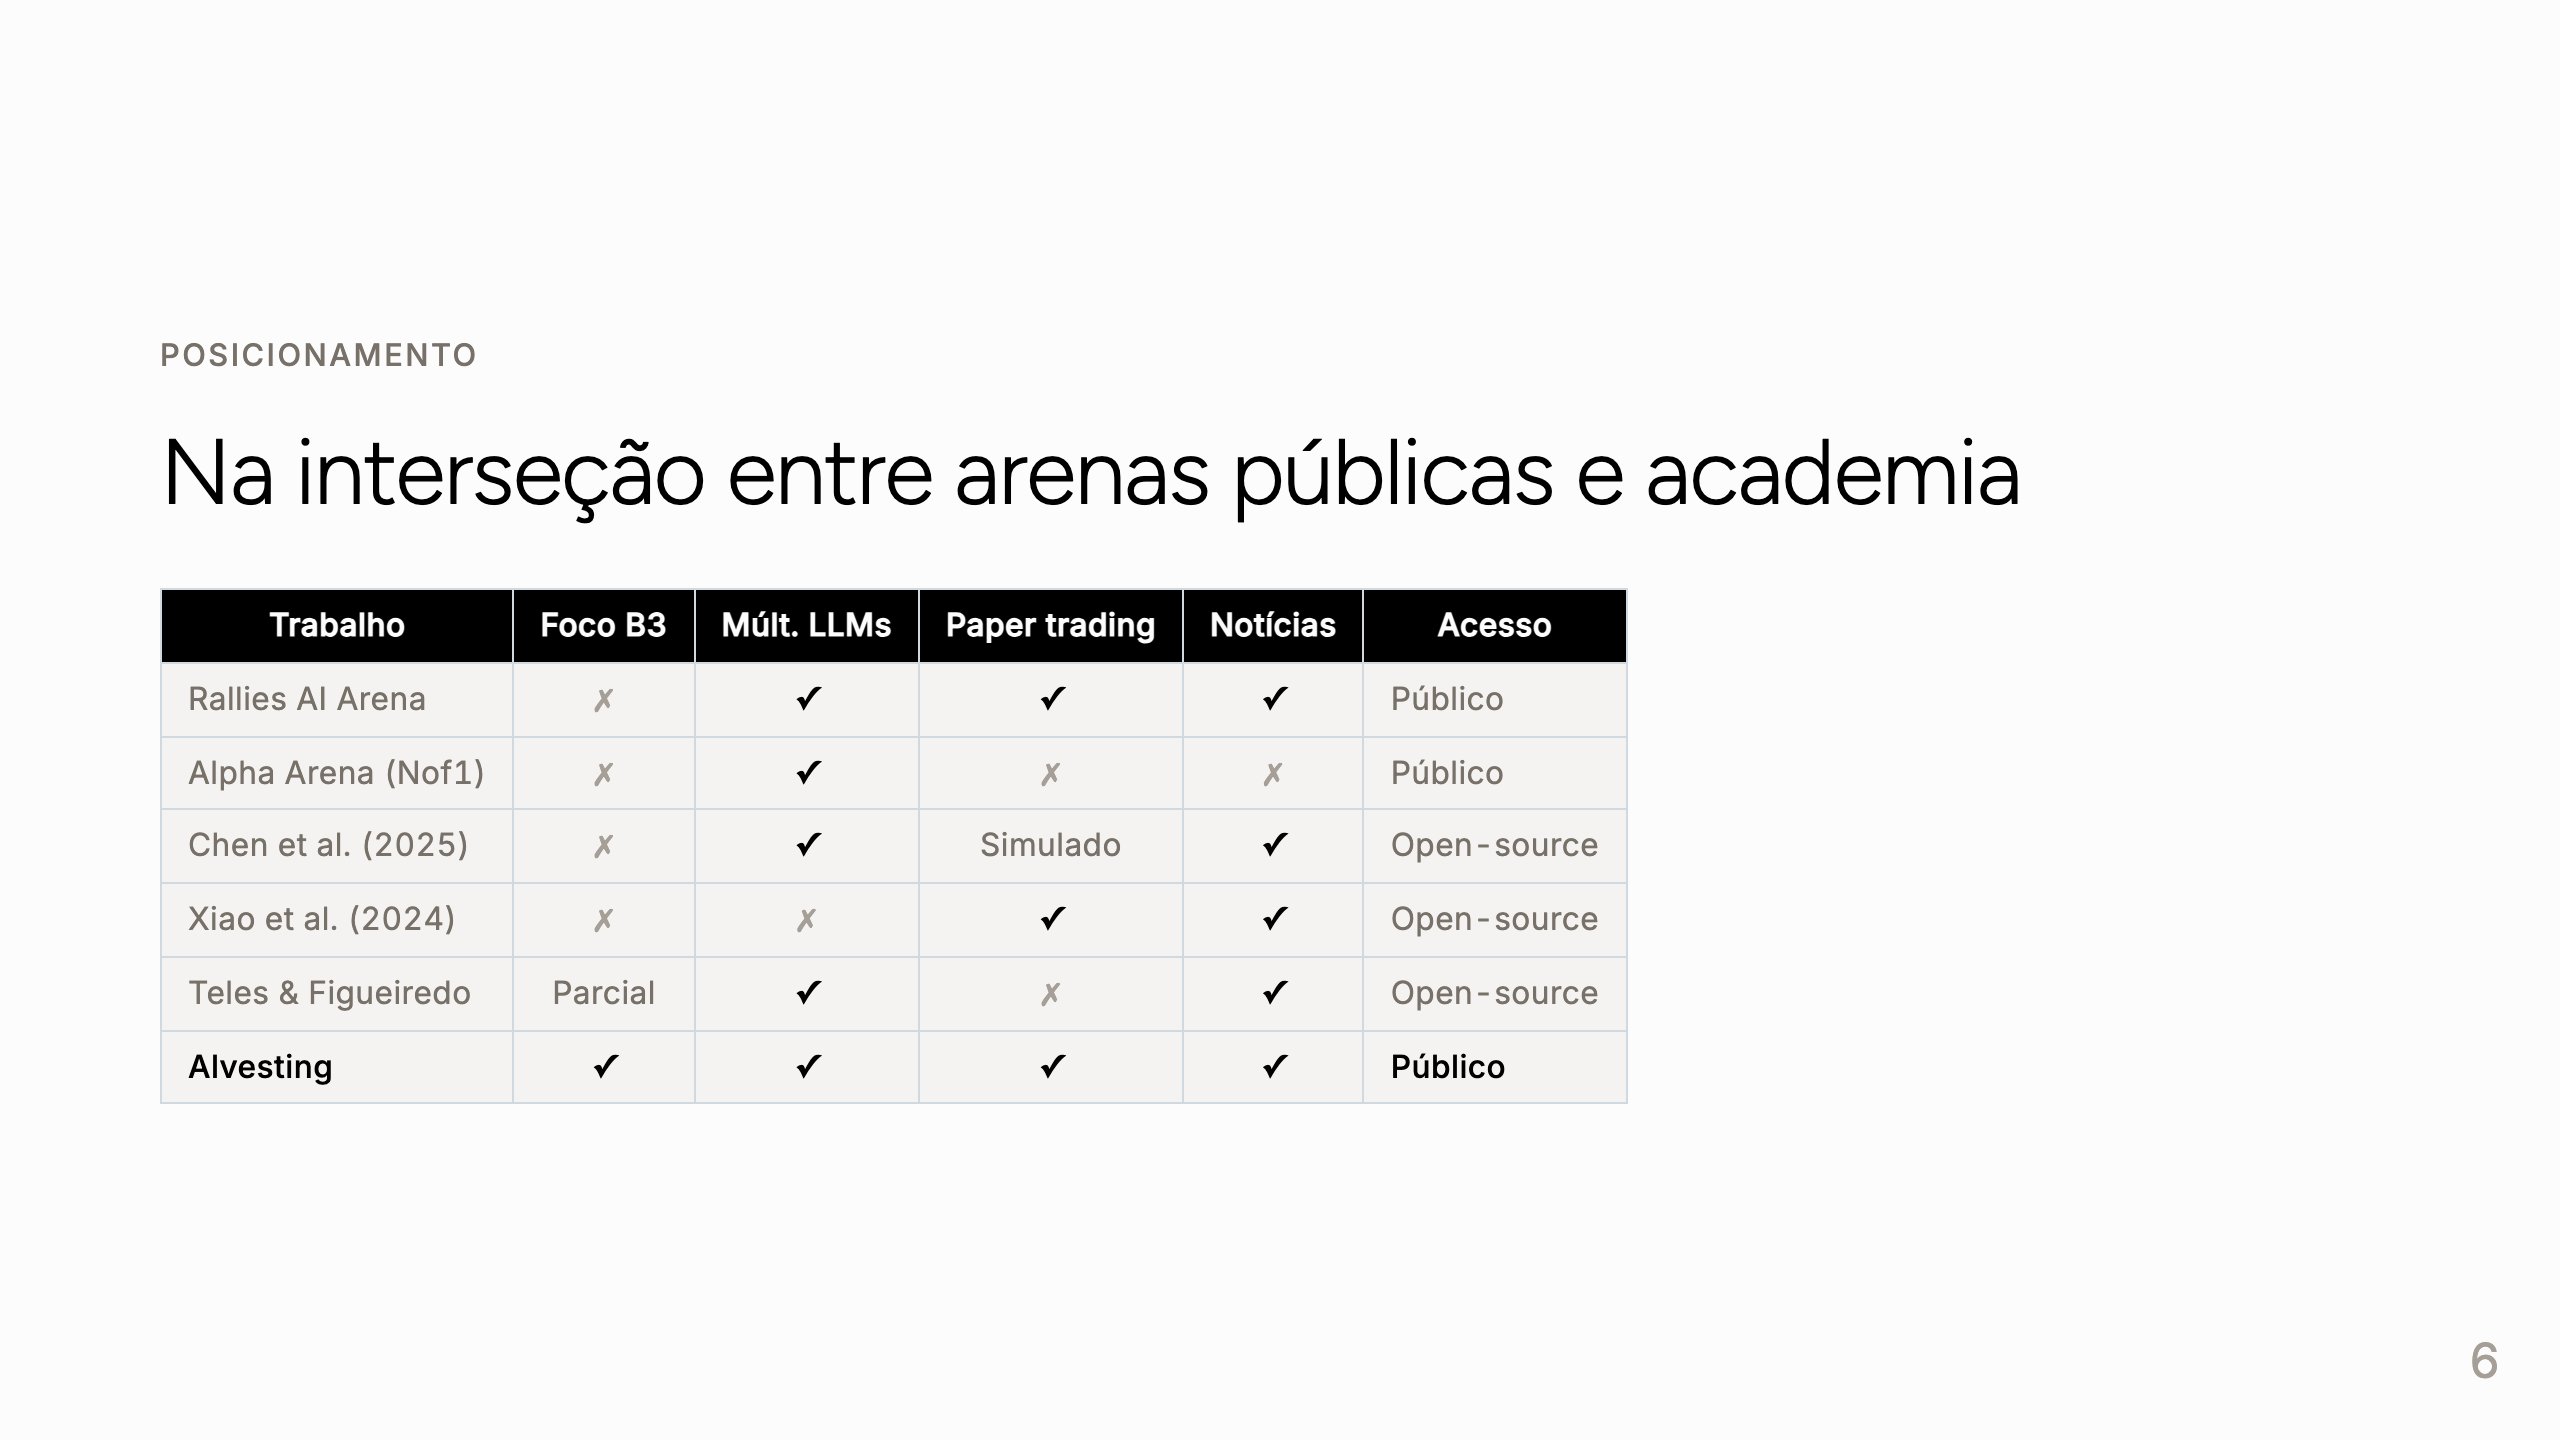 POSICIONAMENTO
Na interseção entre arenas públicas e academia
Trabalho Foco B3 Múlt. LLMs Paper trading Notícias Acesso
Rallies AI Arena ✗ ✓ ✓ ✓ Público
Alpha Arena (Nof1) ✗ ✓ ✗ ✗ Público
Chen et al. (2025) ✗ ✓ Simulado ✓ Open-source
Xiao et al. (2024) ✗ ✗ ✓ ✓ Open-source
Teles & Figueiredo Parcial ✓ ✗ ✓ Open-source
AIvesting ✓ ✓ ✓ ✓ Público
6